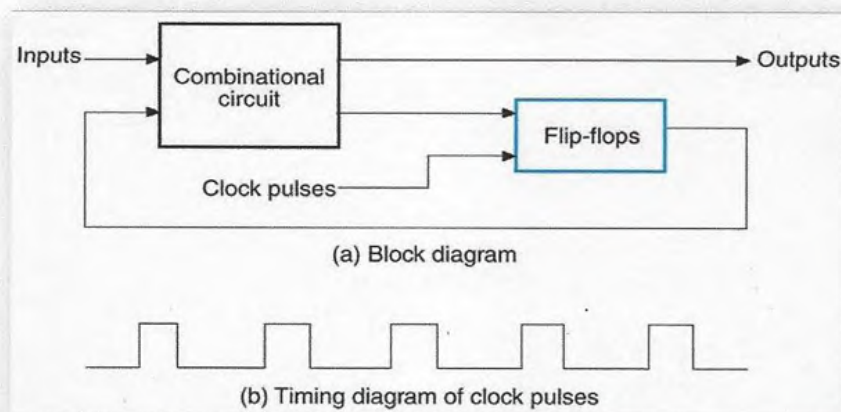 Inputs
Combinational
circuit
Outputs
Flip-flops
Clock pulses
(a) Block diagram
(b) Timing diagram of clock pulses